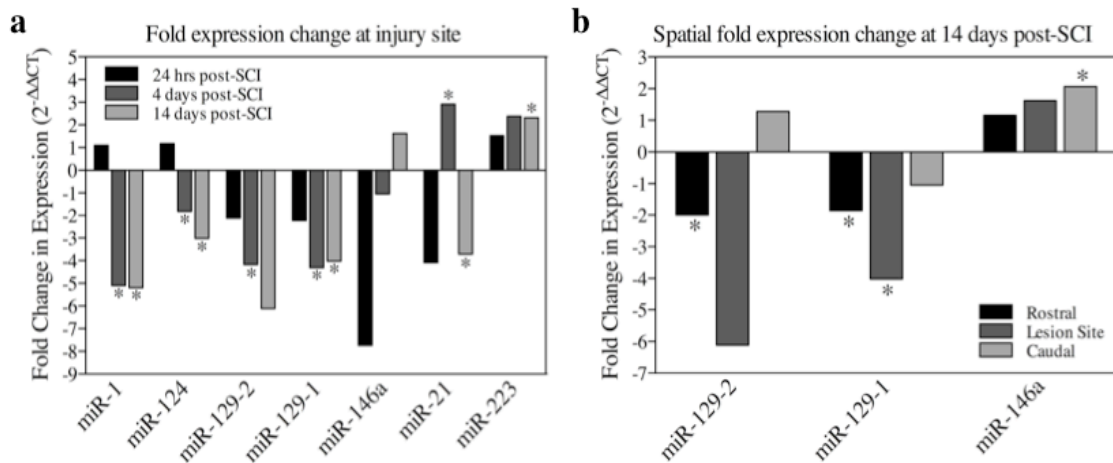 a
Fold expression change at injury site
Fold Change in Expression (2^-ΔΔCT)
5
4
3
2
1
0
-1
-2
-3
-4
-5
-6
-7
-8
-9
24 hrs post-SCI
4 days post-SCI
14 days post-SCI
*
*
*
*
*
*
*
*
*
*
miR-1
miR-124
miR-129-2
miR-129-1
miR-146a
miR-21
miR-223
b
Spatial fold expression change at 14 days post-SCI
Fold Change in Expression (2^-ΔΔCT)
3
2
1
0
-1
-2
-3
-4
-5
-6
-7
*
*
*
*
Rostral
Lesion Site
Caudal
miR-129-2
miR-129-1
miR-146a